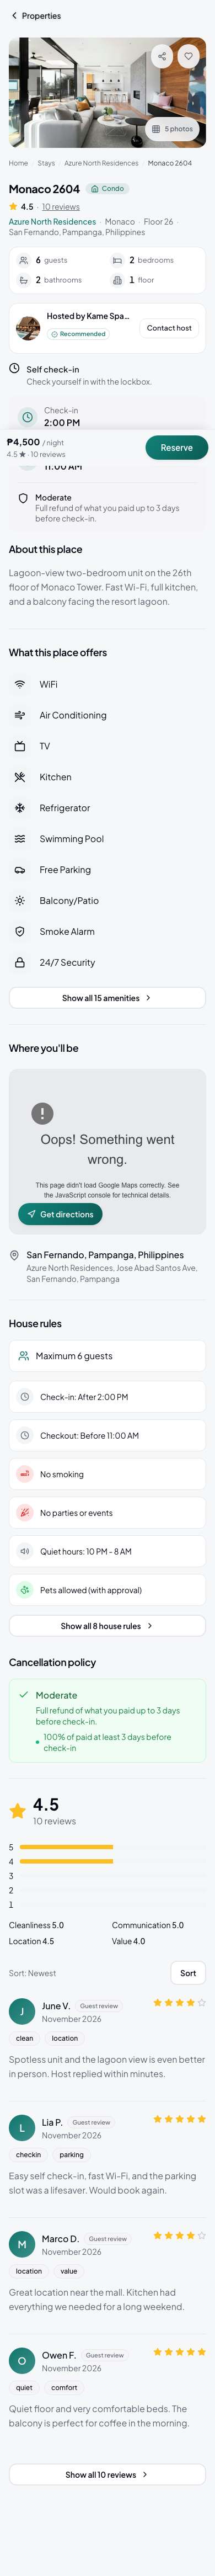 Properties
5 photos
Home Stays Azure North Residences Monaco 2604
Monaco 2604 Condo
4.5 · 10 reviews
Azure North Residences · Monaco · Floor 26 ·
San Fernando, Pampanga, Philippines
6 guests
2 bedrooms
2 bathrooms
1 floor
Hosted by Kame Spa...
Recommended
Contact host
Self check-in
Check yourself in with the lockbox.
Check-in
2:00 PM
₱4,500 / night
4.5 ★ · 10 reviews
Reserve
11:00 AM
Moderate
Full refund of what you paid up to 3 days
before check-in.
About this place
Lagoon-view two-bedroom unit on the 26th
floor of Monaco Tower. Fast Wi-Fi, full kitchen,
and a balcony facing the resort lagoon.
What this place offers
WiFi
Air Conditioning
TV
Kitchen
Refrigerator
Swimming Pool
Free Parking
Balcony/Patio
Smoke Alarm
24/7 Security
Show all 15 amenities
Where you'll be
Oops! Something went
wrong.
This page didn't load Google Maps correctly. See
the JavaScript console for technical details.
Get directions
San Fernando, Pampanga, Philippines
Azure North Residences, Jose Abad Santos Ave,
San Fernando, Pampanga
House rules
Maximum 6 guests
Check-in: After 2:00 PM
Checkout: Before 11:00 AM
No smoking
No parties or events
Quiet hours: 10 PM - 8 AM
Pets allowed (with approval)
Show all 8 house rules
Cancellation policy
Moderate
Full refund of what you paid up to 3 days
before check-in.
100% of paid at least 3 days before
check-in
4.5
10 reviews
5
4
3
2
1
Cleanliness 5.0
Communication 5.0
Location 4.5
Value 4.0
Sort: Newest
Sort
J
June V. Guest review
November 2026
clean location
Spotless unit and the lagoon view is even better
in person. Host replied within minutes.
L
Lia P. Guest review
November 2026
checkin parking
Easy self check-in, fast Wi-Fi, and the parking
slot was a lifesaver. Would book again.
M
Marco D. Guest review
November 2026
location value
Great location near the mall. Kitchen had
everything we needed for a long weekend.
O
Owen F. Guest review
November 2026
quiet comfort
Quiet floor and very comfortable beds. The
balcony is perfect for coffee in the morning.
Show all 10 reviews